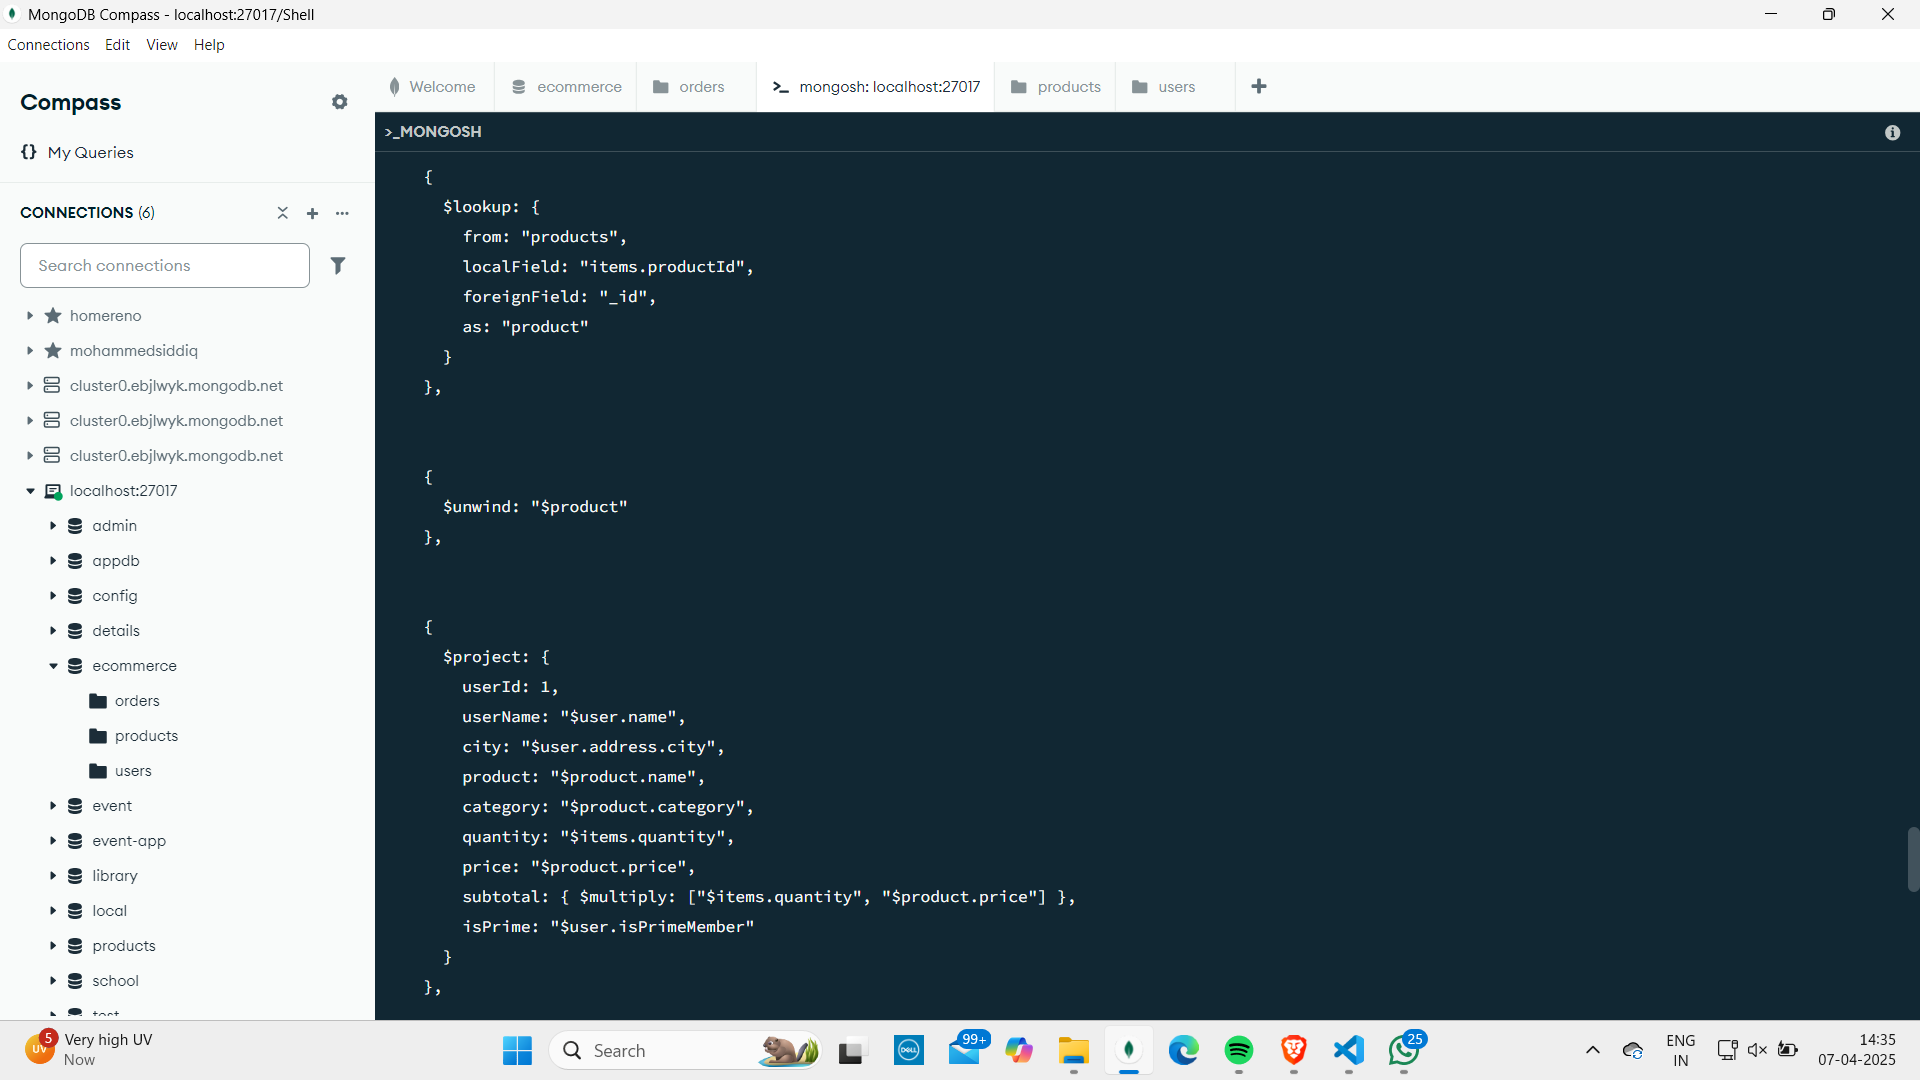 MongoDB Compass - localhost:27017/Shell
Connections Edit View Help
Compass
My Queries
CONNECTIONS (6)
Search connections
homereno
mohammedsiddiq
cluster0.ebjlwyk.mongodb.net
cluster0.ebjlwyk.mongodb.net
cluster0.ebjlwyk.mongodb.net
localhost:27017
admin
appdb
config
details
ecommerce
orders
products
users
event
event-app
library
local
products
school
test
Welcome ecommerce orders mongosh: localhost:27017 products users
>_MONGOSH
{
$lookup: {
from: "products",
localField: "items.productId",
foreignField: "_id",
as: "product"
}
},
{
$unwind: "$product"
},
{
$project: {
userId: 1,
userName: "$user.name",
city: "$user.address.city",
product: "$product.name",
category: "$product.category",
quantity: "$items.quantity",
price: "$product.price",
subtotal: { $multiply: ["$items.quantity", "$product.price"] },
isPrime: "$user.isPrimeMember"
}
},
UV 5 Very high UV
Now
Search
DELL
99+
25
ENG
IN
14:35
07-04-2025